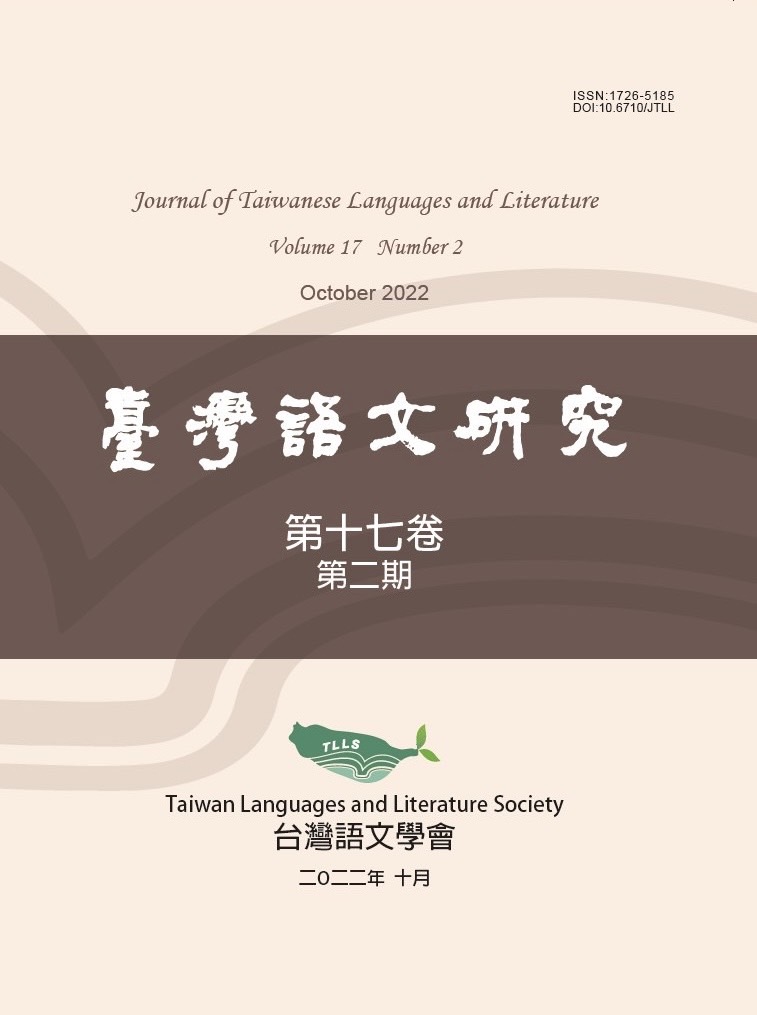 ISSN:1726-5185
DOI:10.6710/JTLL
Journal of Taiwanese Languages and Literature
Volume 17 Number 2
October 2022
臺灣語文研究
第十七卷
第二期
TLLS
Taiwan Languages and Literature Society
台灣語文學會
二O二二年 十月